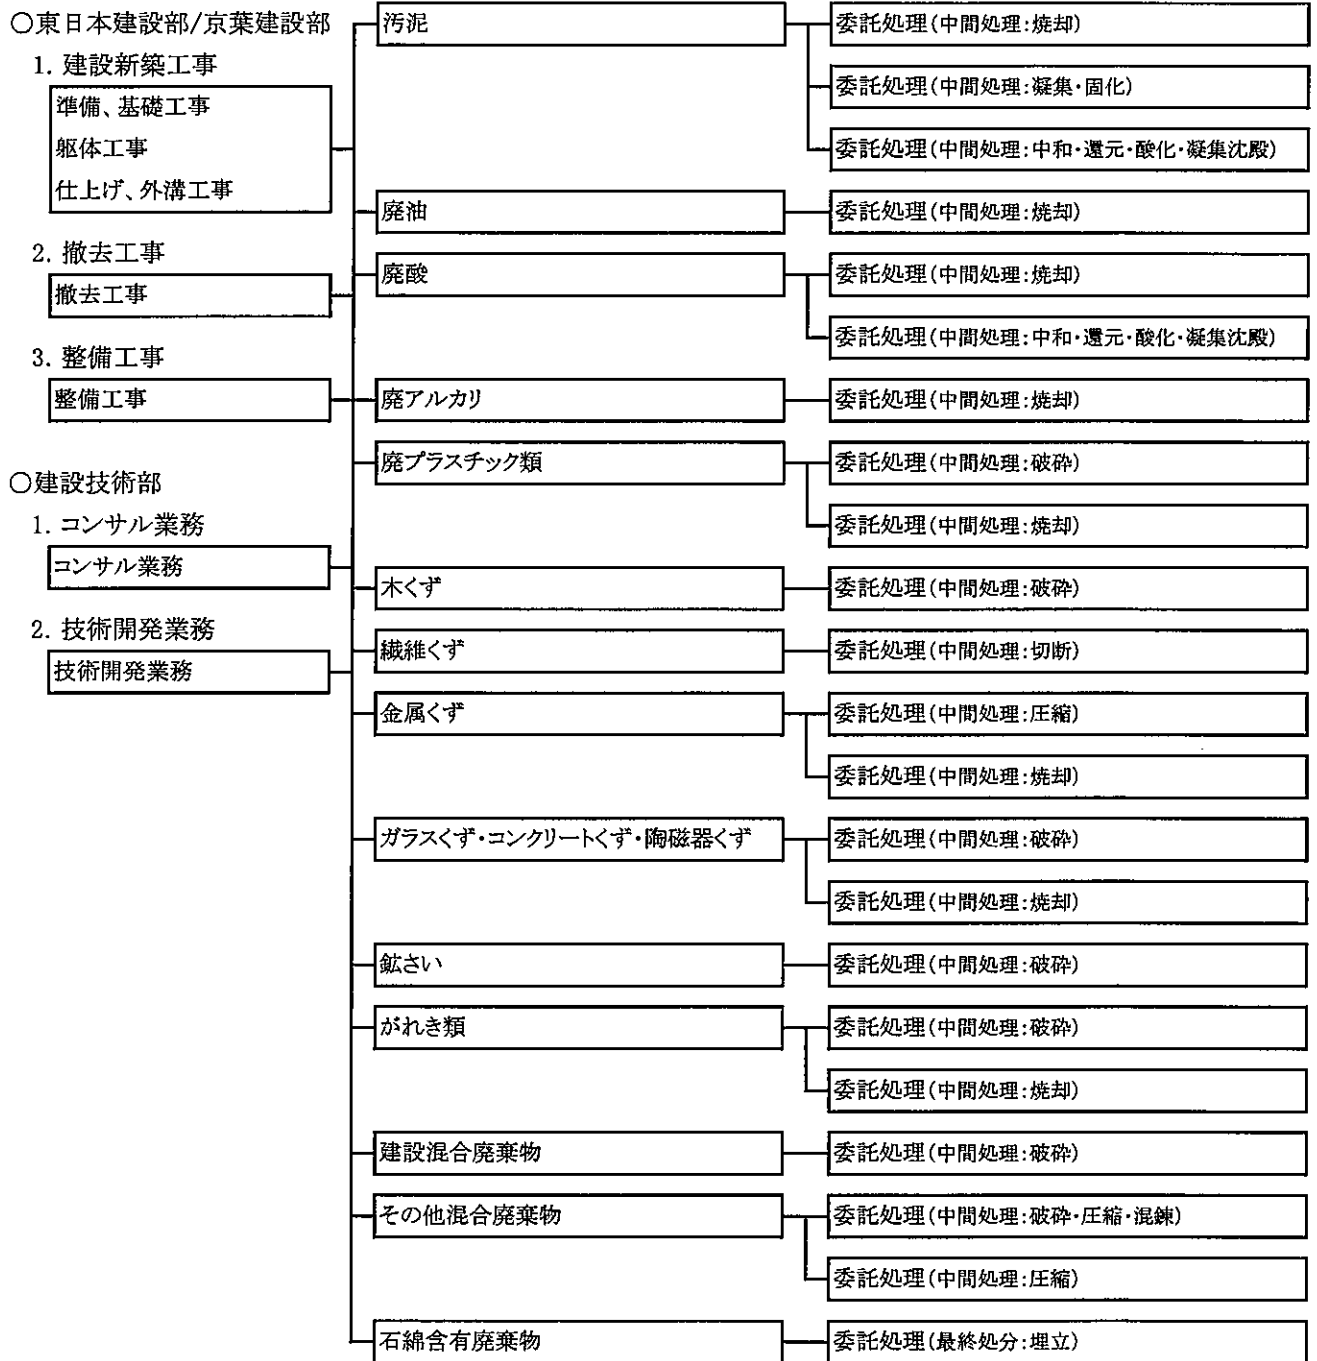 ○東日本建設部/京葉建設部
1. 建設新築工事
準備、基礎工事
躯体工事
仕上げ、外溝工事
2. 撤去工事
撤去工事
3. 整備工事
整備工事
○建設技術部
1. コンサル業務
コンサル業務
2. 技術開発業務
技術開発業務
汚泥
委託処理(中間処理:焼却)
委託処理(中間処理:凝集・固化)
委託処理(中間処理:中和・還元・酸化・凝集沈殿)
廃油
委託処理(中間処理:焼却)
廃酸
委託処理(中間処理:焼却)
委託処理(中間処理:中和・還元・酸化・凝集沈殿)
廃アルカリ
委託処理(中間処理:焼却)
廃プラスチック類
委託処理(中間処理:破砕)
委託処理(中間処理:焼却)
木くず
委託処理(中間処理:破砕)
繊維くず
委託処理(中間処理:切断)
金属くず
委託処理(中間処理:圧縮)
委託処理(中間処理:焼却)
ガラスくず・コンクリートくず・陶磁器くず
委託処理(中間処理:破砕)
委託処理(中間処理:焼却)
鉱さい
委託処理(中間処理:破砕)
がれき類
委託処理(中間処理:破砕)
委託処理(中間処理:焼却)
建設混合廃棄物
委託処理(中間処理:破砕)
その他混合廃棄物
委託処理(中間処理:破砕・圧縮・混錬)
委託処理(中間処理:圧縮)
石綿含有廃棄物
委託処理(最終処分:埋立)